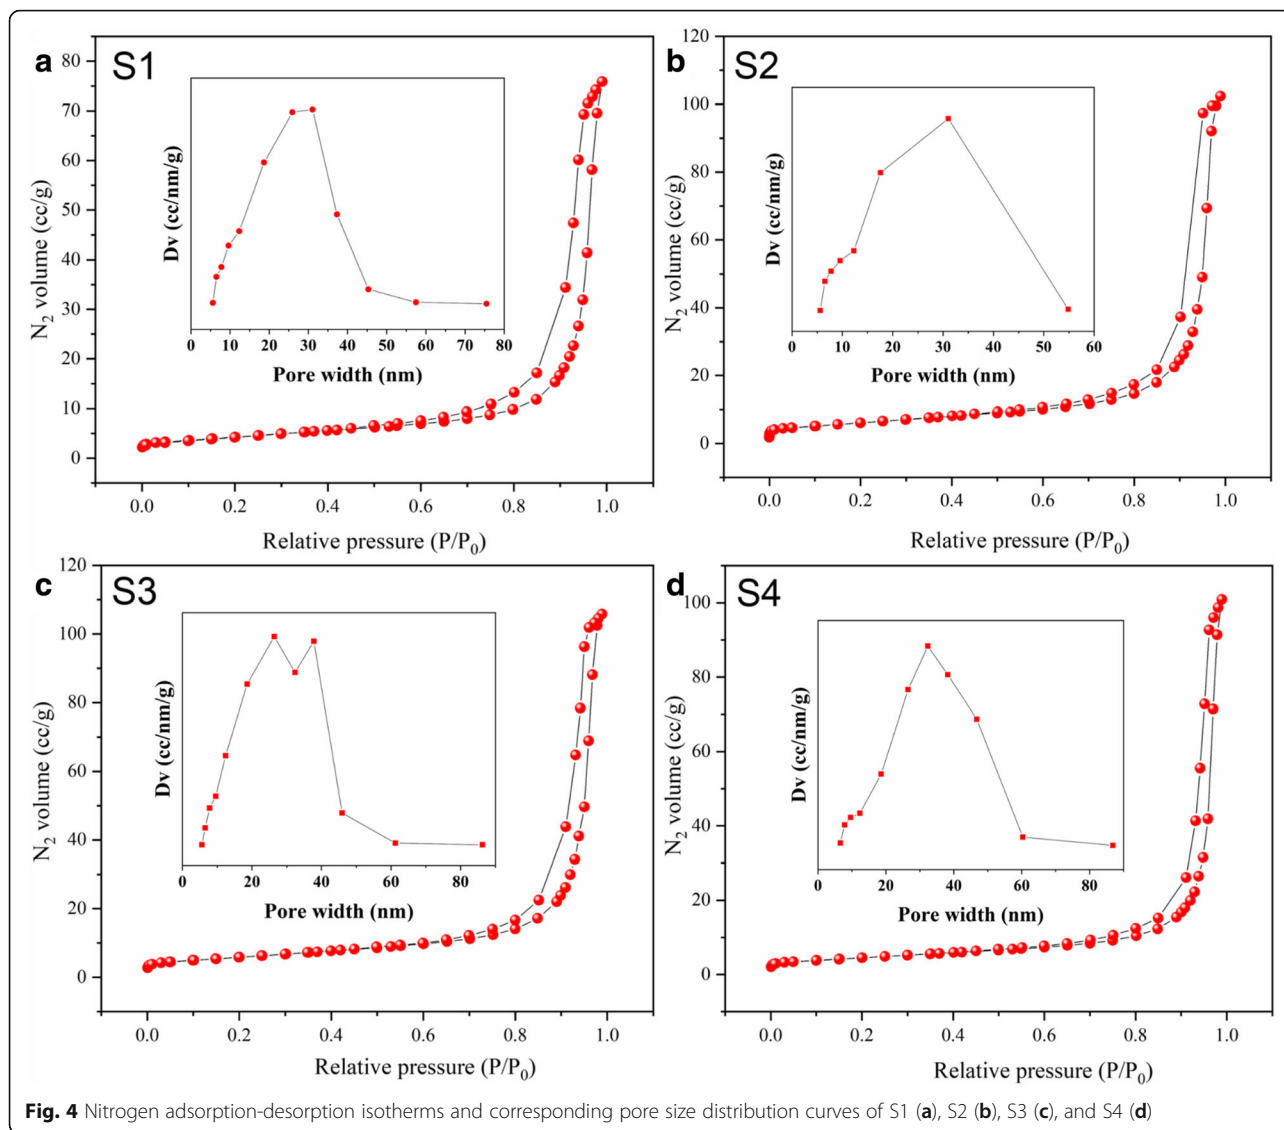 a
S1
80
70
60
50
40
30
20
10
0
N₂ volume (cc/g)
0.0 0.2 0.4 0.6 0.8 1.0
Relative pressure (P/P₀)
Dv (cc/nm/g)
0 10 20 30 40 50 60 70 80
Pore width (nm)
b
S2
120
100
80
60
40
20
0
N₂ volume (cc/g)
0.0 0.2 0.4 0.6 0.8 1.0
Relative pressure (P/P₀)
Dv (cc/nm/g)
0 10 20 30 40 50 60
Pore width (nm)
c
S3
120
100
80
60
40
20
0
N₂ volume (cc/g)
0.0 0.2 0.4 0.6 0.8 1.0
Relative pressure (P/P₀)
Dv (cc/nm/g)
0 20 40 60 80
Pore width (nm)
d
S4
100
80
60
40
20
0
N₂ volume (cc/g)
0.0 0.2 0.4 0.6 0.8 1.0
Relative pressure (P/P₀)
Dv (cc/nm/g)
0 20 40 60 80
Pore width (nm)
Fig. 4 Nitrogen adsorption-desorption isotherms and corresponding pore size distribution curves of S1 (a), S2 (b), S3 (c), and S4 (d)